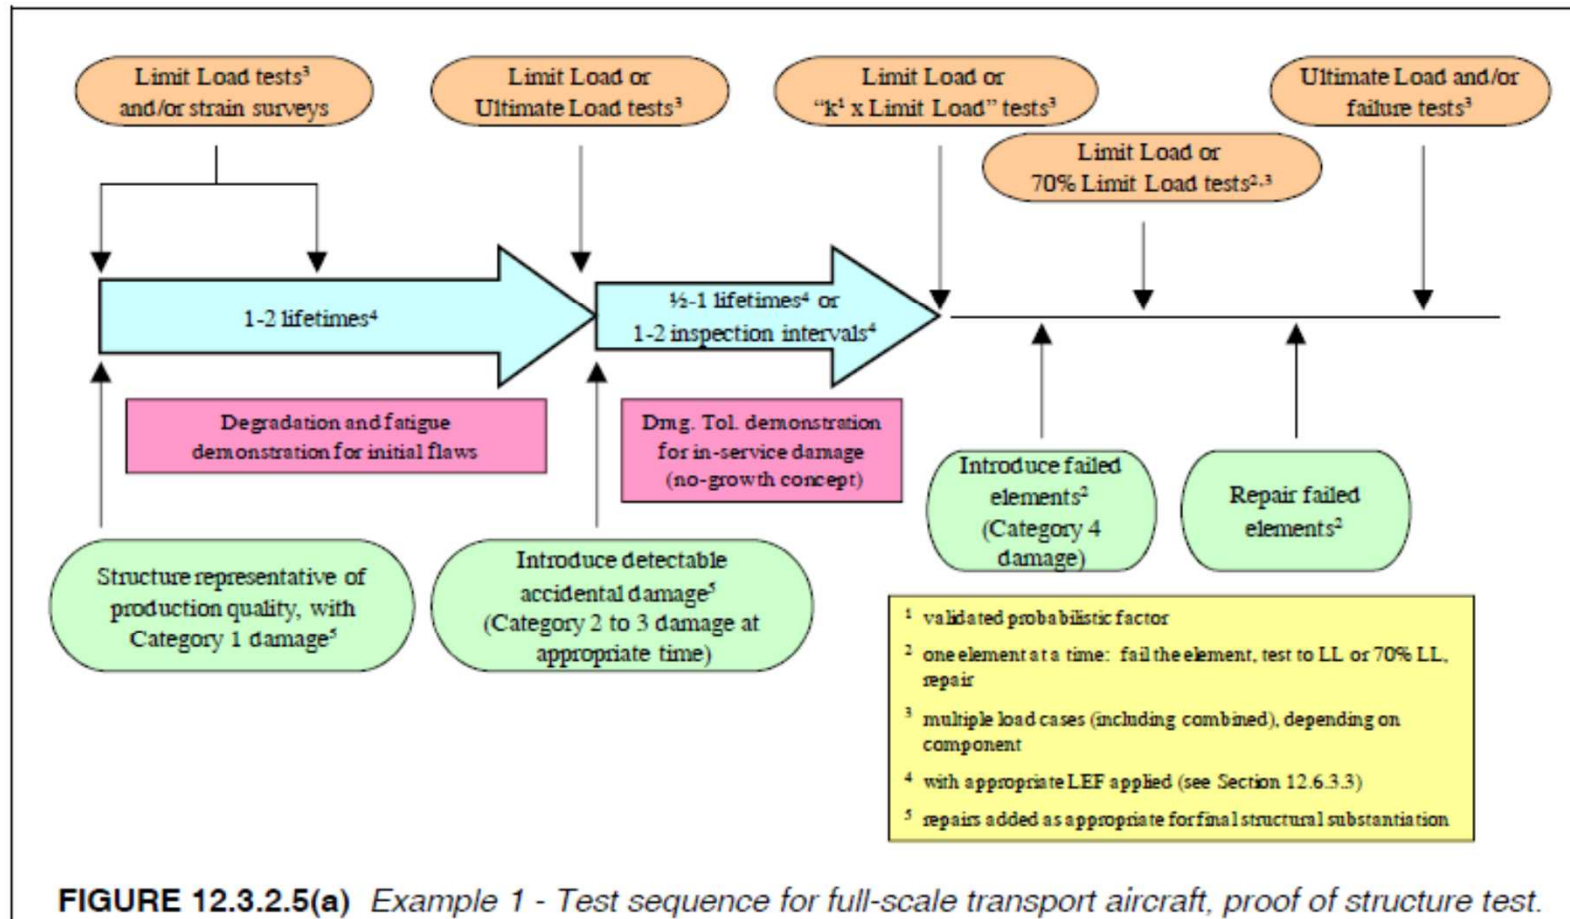 Limit Load tests³
and/or strain surveys
Limit Load or
Ultimate Load tests³
Limit Load or
“k¹ x Limit Load” tests³
Ultimate Load and/or
failure tests³
Limit Load or
70% Limit Load tests²,³
1-2 lifetimes⁴
½-1 lifetimes⁴ or
1-2 inspection intervals⁴
Degradation and fatigue
demonstration for initial flaws
Dmg. Tol. demonstration
for in-service damage
(no-growth concept)
Structure representative of
production quality, with
Category 1 damage⁵
Introduce detectable
accidental damage⁵
(Category 2 to 3 damage at
appropriate time)
Introduce failed
elements²
(Category 4
damage)
Repair failed
elements²
¹ validated probabilistic factor
² one element at a time: fail the element, test to LL or 70% LL,
repair
³ multiple load cases (including combined), depending on
component
⁴ with appropriate LEF applied (see Section 12.6.3.3)
⁵ repairs added as appropriate for final structural substantiation
FIGURE 12.3.2.5(a) Example 1 - Test sequence for full-scale transport aircraft, proof of structure test.